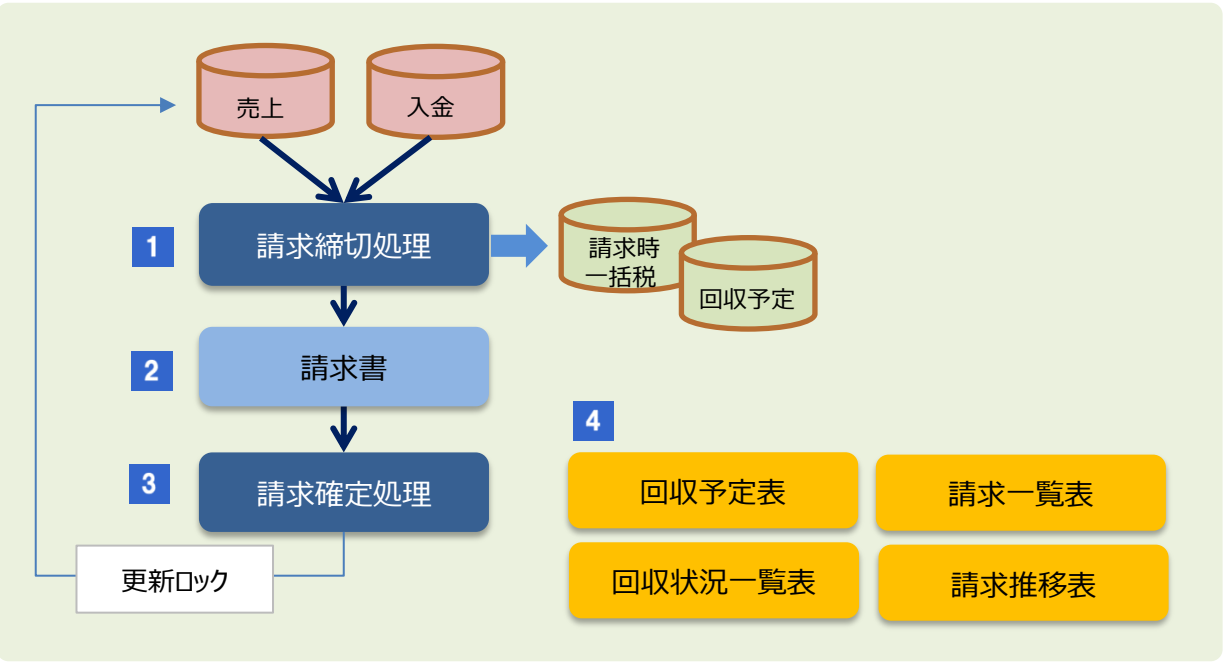 売上
入金
1
請求締切処理
請求時
一括税
回収予定
2
請求書
3
請求確定処理
更新ロック
4
回収予定表
請求一覧表
回収状況一覧表
請求推移表